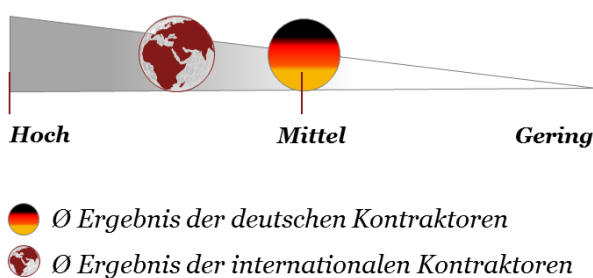 Hoch Mittel Gering
Ø Ergebnis der deutschen Kontraktoren
Ø Ergebnis der internationalen Kontraktoren